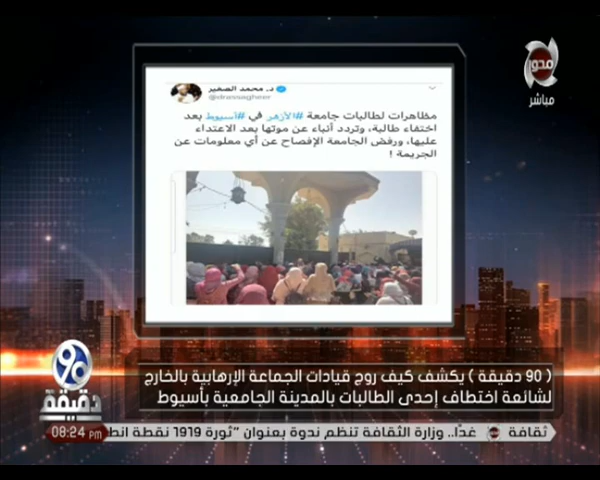 محور
مباشر
د. محمد الصغير
@drassagheer
مظاهرات لطالبات جامعة #الأزهر في #أسيوط بعد
اختفاء طالبة، وتردد أنباء عن موتها بعد الاعتداء
عليها، ورفض الجامعة الإفصاح عن أي معلومات عن
الجريمة !
( 90 دقيقة ) يكشف كيف روج قيادات الجماعة الإرهابية بالخارج
لشائعة اختطاف إحدى الطالبات بالمدينة الجامعية بأسيوط
90
دقيقة
08:24 PM
ثقافة غدًا.. وزارة الثقافة تنظم ندوة بعنوان "ثورة 1919 نقطة انط